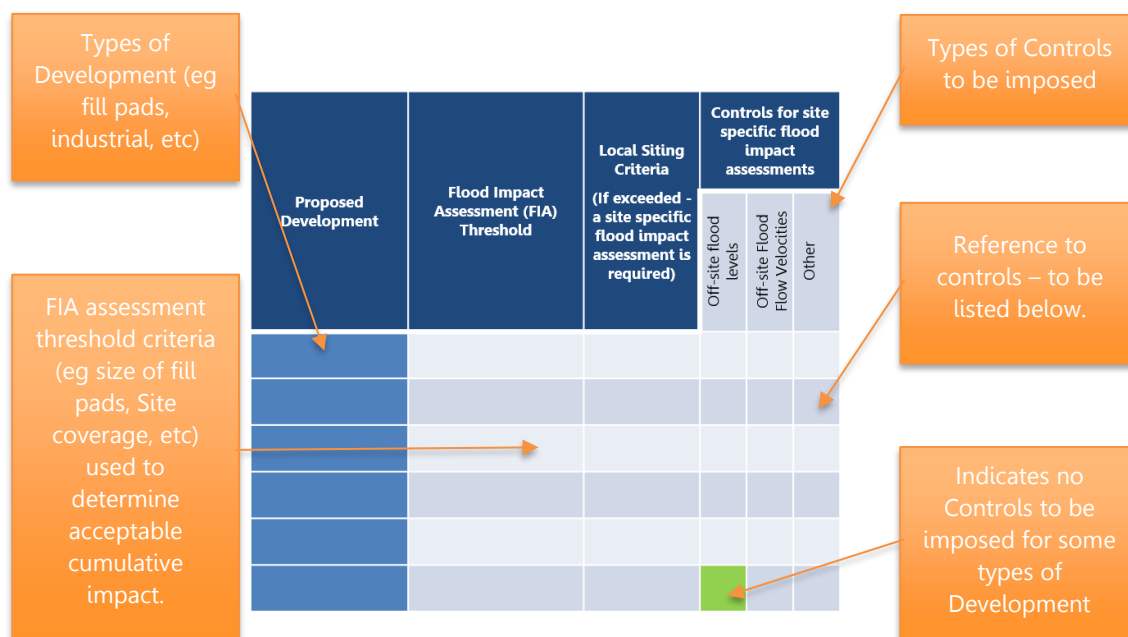 Types of
Development (eg
fill pads,
industrial, etc)
FIA assessment
threshold criteria
(eg size of fill
pads, Site
coverage, etc)
used to
determine
acceptable
cumulative
impact.
Proposed
Development
Flood Impact
Assessment (FIA)
Threshold
Local Siting
Criteria
(If exceeded -
a site specific
flood impact
assessment is
required)
Controls for site
specific flood
impact
assessments
Off-site flood
levels
Off-site Flood
Flow Velocities
Other
Types of Controls
to be imposed
Reference to
controls – to be
listed below.
Indicates no
Controls to be
imposed for some
types of
Development